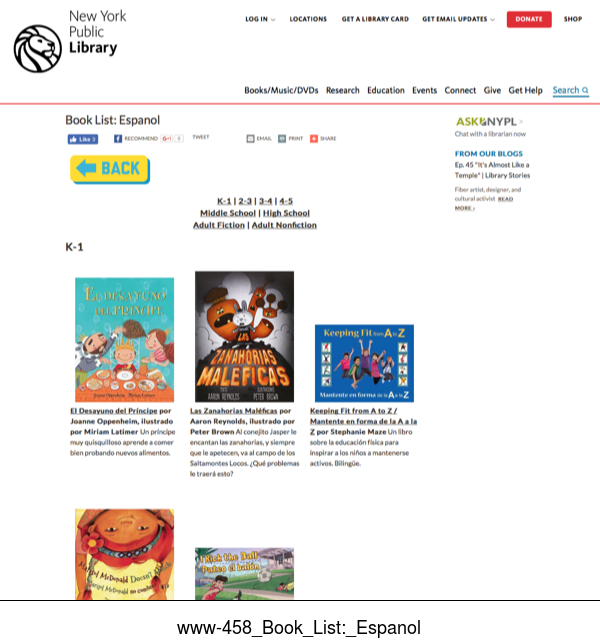 New York
Public
Library
LOG IN
LOCATIONS
GET A LIBRARY CARD
GET EMAIL UPDATES
DONATE
SHOP
Books/Music/DVDs Research Education Events Connect Give Get Help Search
Book List: Espanol
Like 3
RECOMMEND
G+1 0
TWEET
EMAIL
PRINT
SHARE
BACK
K-1 | 2-3 | 3-4 | 4-5
Middle School | High School
Adult Fiction | Adult Nonfiction
K-1
ASK NYPL >
Chat with a librarian now
FROM OUR BLOGS
Ep. 45 "It's Almost Like a
Temple" | Library Stories
Fiber artist, designer, and
cultural activist READ
MORE ›
EL DESAYUNO
DEL PRÍNCIPE
Joanne Oppenheim, Miriam Latimer
LAS
ZANAHORIAS
MALÉFICAS
AARON REYNOLDS
PETER BROWN
Keeping Fit from A to Z
Mantente en forma de la A a la Z
El Desayuno del Príncipe por
Joanne Oppenheim, ilustrado
por Miriam Latimer Un príncipe
muy quisquilloso aprende a comer
bien probando nuevos alimentos.
Las Zanahorias Maléficas por
Aaron Reynolds, ilustrado por
Peter Brown Al conejito Jasper le
encantan las zanahorias, y siempre
que le apetecen, va al campo de los
Saltamontes Locos. ¿Qué problemas
le traerá esto?
Keeping Fit from A to Z /
Mantente en forma de la A a la
Z por Stephanie Maze Un libro
sobre la educación física para
inspirar a los niños a mantenerse
activos. Bilingüe.
Marisol McDonald Doesn't Match
Marisol McDonald no combina
Kick the Ball
Pateo el balón
www-458_Book_List:_Espanol